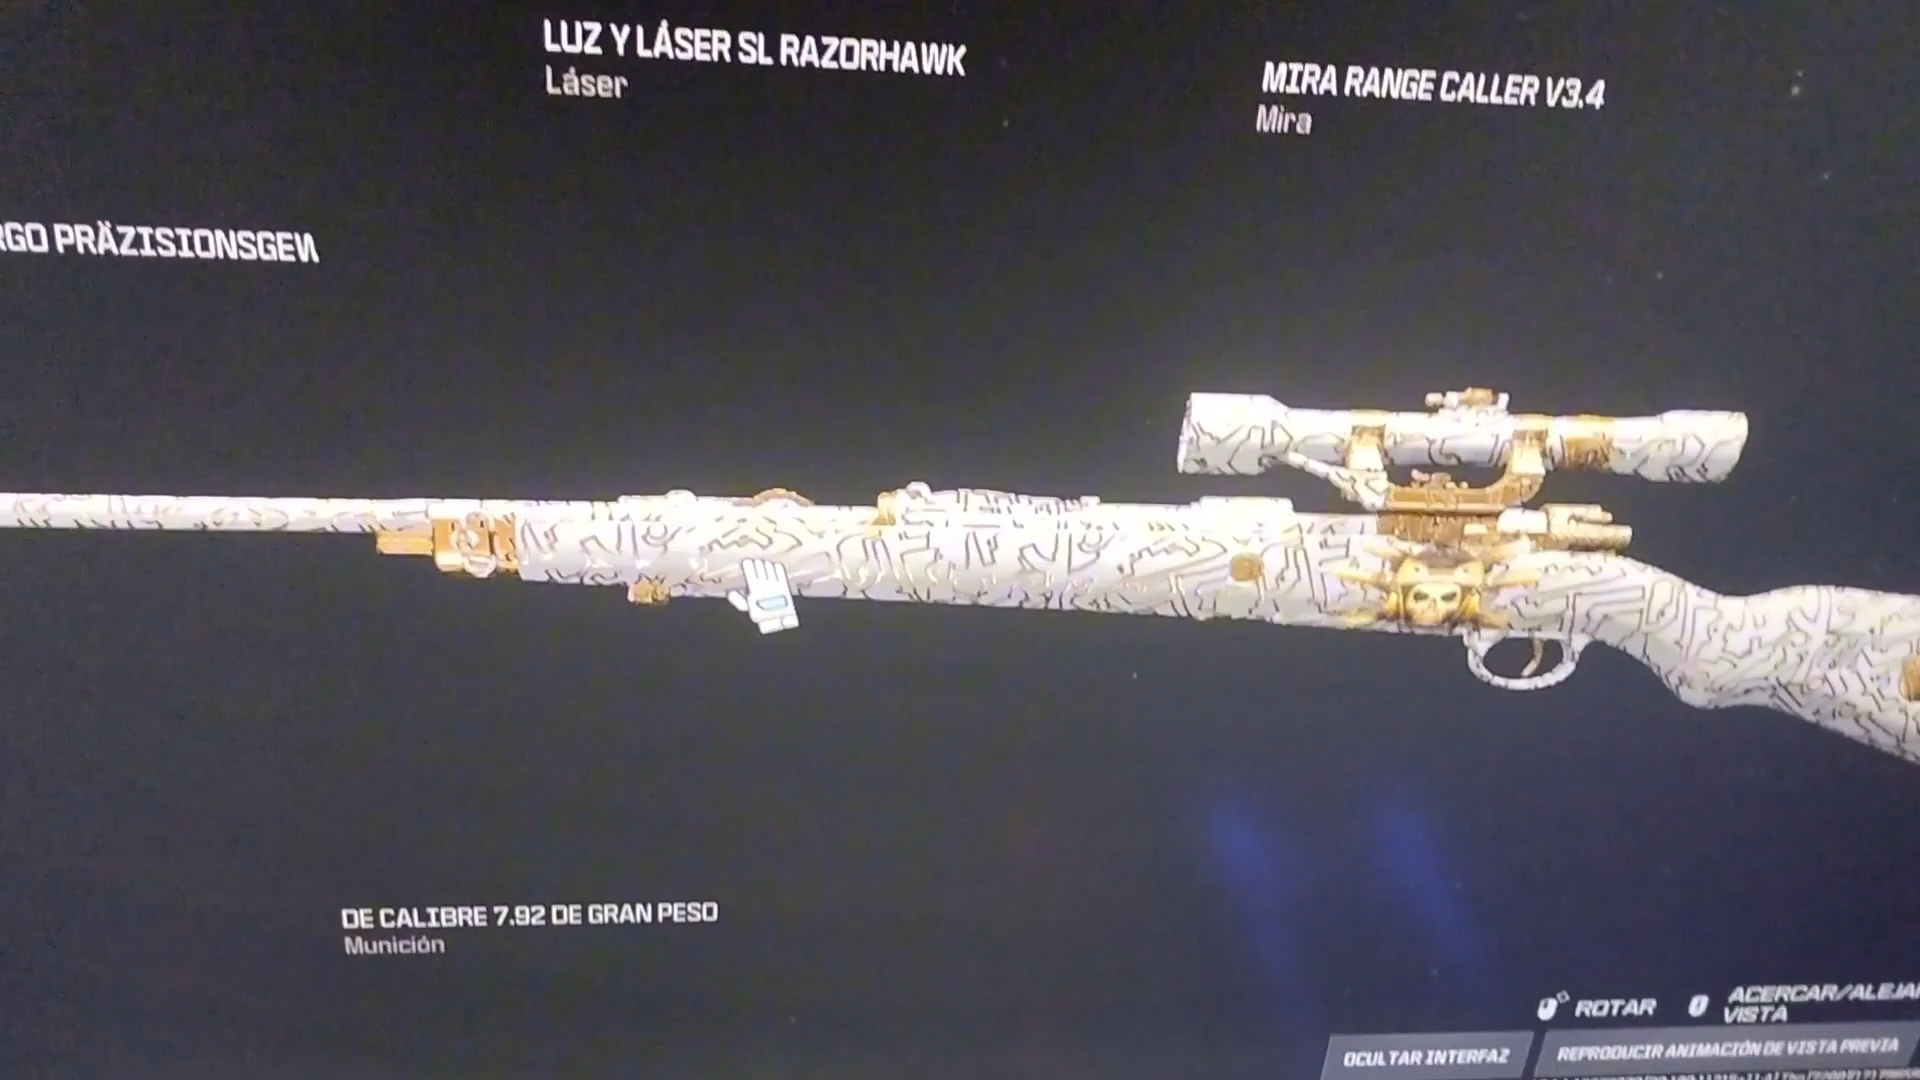 LUZ Y LÁSER SL RAZORHAWK
Láser
MIRA RANGE CALLER V3.4
Mira
RGO PRÄZISIONSGEW
DE CALIBRE 7.92 DE GRAN PESO
Munición
ROTAR
ACERCAR/ALEJAR
VISTA
OCULTAR INTERFAZ
REPRODUCIR ANIMACIÓN DE VISTA PREVIA